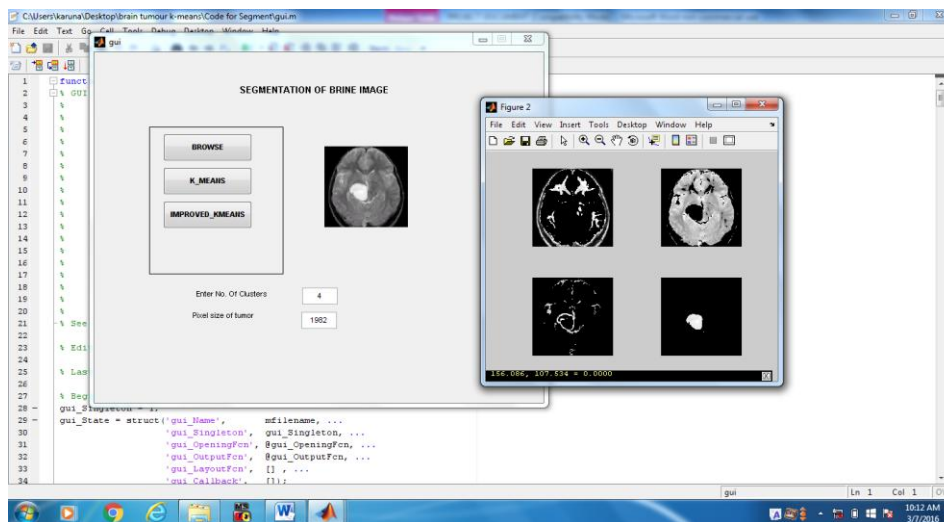 C:\Users\karuna\Desktop\brain tumour k-means\Code for Segment\gui.m
File Edit Text Go Cell Tools Debug Desktop Window Help
gui
SEGMENTATION OF BRINE IMAGE
BROWSE
K_MEANS
IMPROVED_KMEANS
Enter No. Of Clusters 4
Pixel size of tumor 1982
Figure 2
File Edit View Insert Tools Desktop Window Help
156.086, 107.534 = 0.0000
1 funct
2 % GUI
3 %
4 %
5 %
6 %
7 %
8 %
9 %
10 %
11 %
12 %
13 %
14 %
15 %
16 %
17 %
18 %
19 %
20 %
21 % See
22
23 % Edi
24
25 % Las
26
27 % Beg
28 - gui_Singleton = 1;
29 - gui_State = struct('gui_Name', mfilename, ...
30 'gui_Singleton', gui_Singleton, ...
31 'gui_OpeningFcn', @gui_OpeningFcn, ...
32 'gui_OutputFcn', @gui_OutputFcn, ...
33 'gui_LayoutFcn', [] , ...
34 'gui_Callback', []);
gui Ln 1 Col 1
10:12 AM
3/7/2016